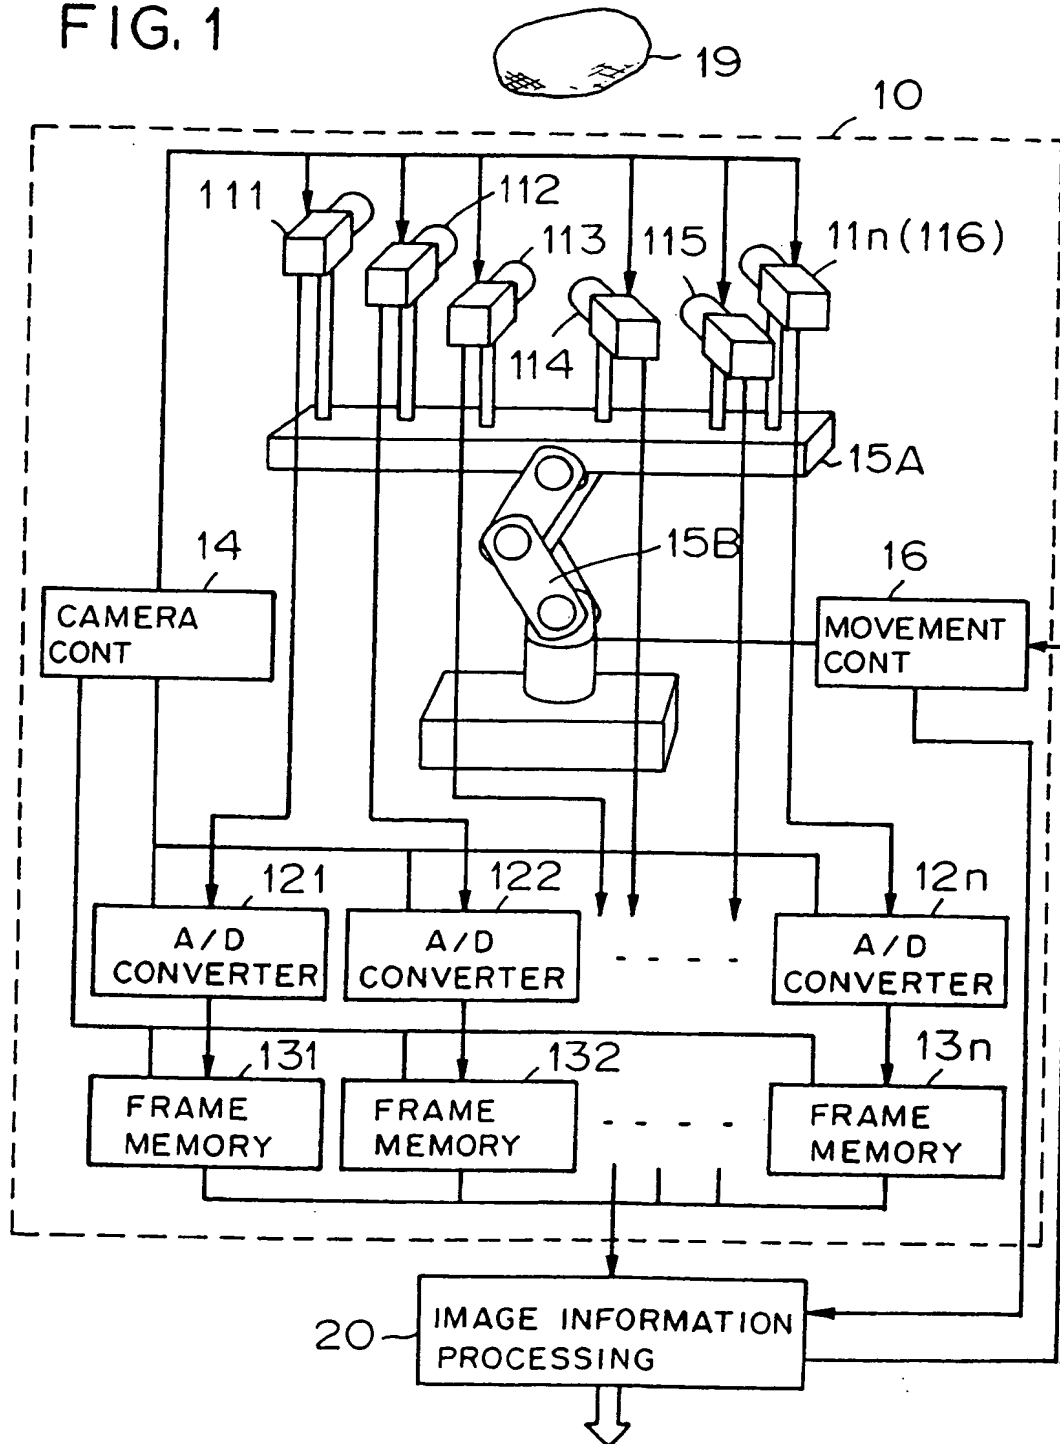 FIG. 1
19
10
111
112
113
115
11n(116)
114
15A
15B
14
CAMERA
CONT
16
MOVEMENT
CONT
121
A/D
CONVERTER
122
A/D
CONVERTER
- - - -
12n
A/D
CONVERTER
131
FRAME
MEMORY
132
FRAME
MEMORY
- - - -
13n
FRAME
MEMORY
20
IMAGE INFORMATION
PROCESSING